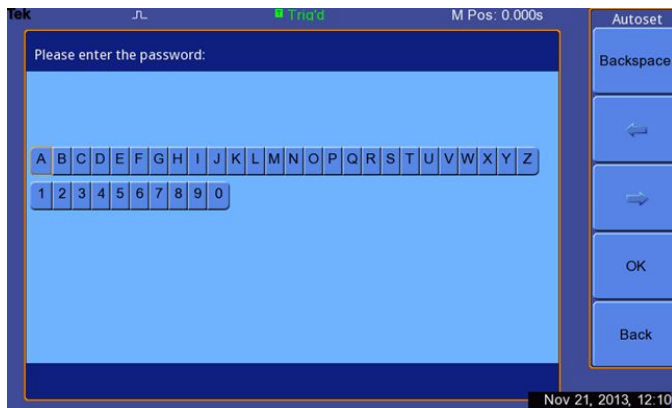 Tek Trig'd M Pos: 0.000s Autoset
Please enter the password:
Backspace
A B C D E F G H I J K L M N O P Q R S T U V W X Y Z
1 2 3 4 5 6 7 8 9 0
OK
Back
Nov 21, 2013, 12:10